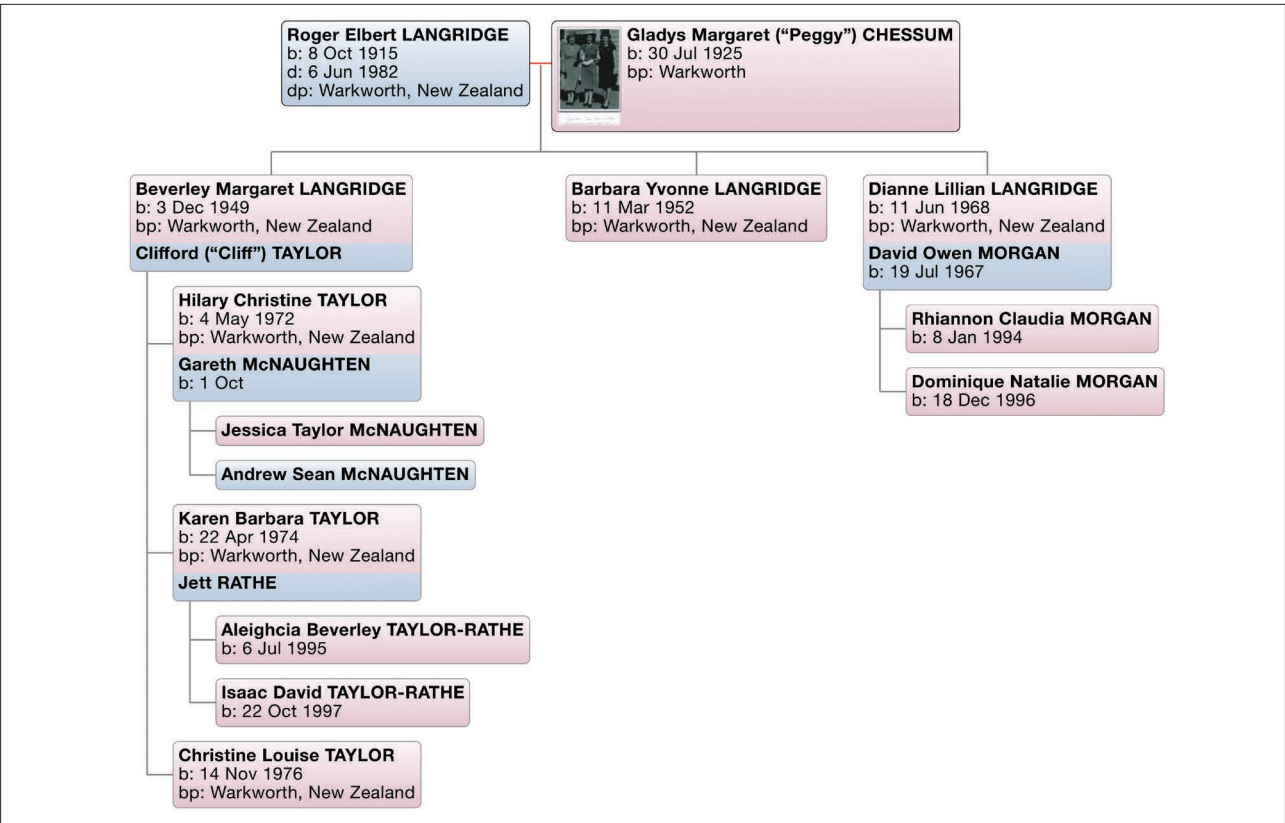 Roger Elbert LANGRIDGE
b: 8 Oct 1915
d: 6 Jun 1982
dp: Warkworth, New Zealand
Gladys Margaret (“Peggy”) CHESSUM
b: 30 Jul 1925
bp: Warkworth
Beverley Margaret LANGRIDGE
b: 3 Dec 1949
bp: Warkworth, New Zealand
Clifford (“Cliff”) TAYLOR
Barbara Yvonne LANGRIDGE
b: 11 Mar 1952
bp: Warkworth, New Zealand
Dianne Lillian LANGRIDGE
b: 11 Jun 1968
bp: Warkworth, New Zealand
David Owen MORGAN
b: 19 Jul 1967
Hilary Christine TAYLOR
b: 4 May 1972
bp: Warkworth, New Zealand
Gareth McNAUGHTEN
b: 1 Oct
Jessica Taylor McNAUGHTEN
Andrew Sean McNAUGHTEN
Karen Barbara TAYLOR
b: 22 Apr 1974
bp: Warkworth, New Zealand
Jett RATHE
Aleighcia Beverley TAYLOR-RATHE
b: 6 Jul 1995
Isaac David TAYLOR-RATHE
b: 22 Oct 1997
Christine Louise TAYLOR
b: 14 Nov 1976
bp: Warkworth, New Zealand
Rhiannon Claudia MORGAN
b: 8 Jan 1994
Dominique Natalie MORGAN
b: 18 Dec 1996